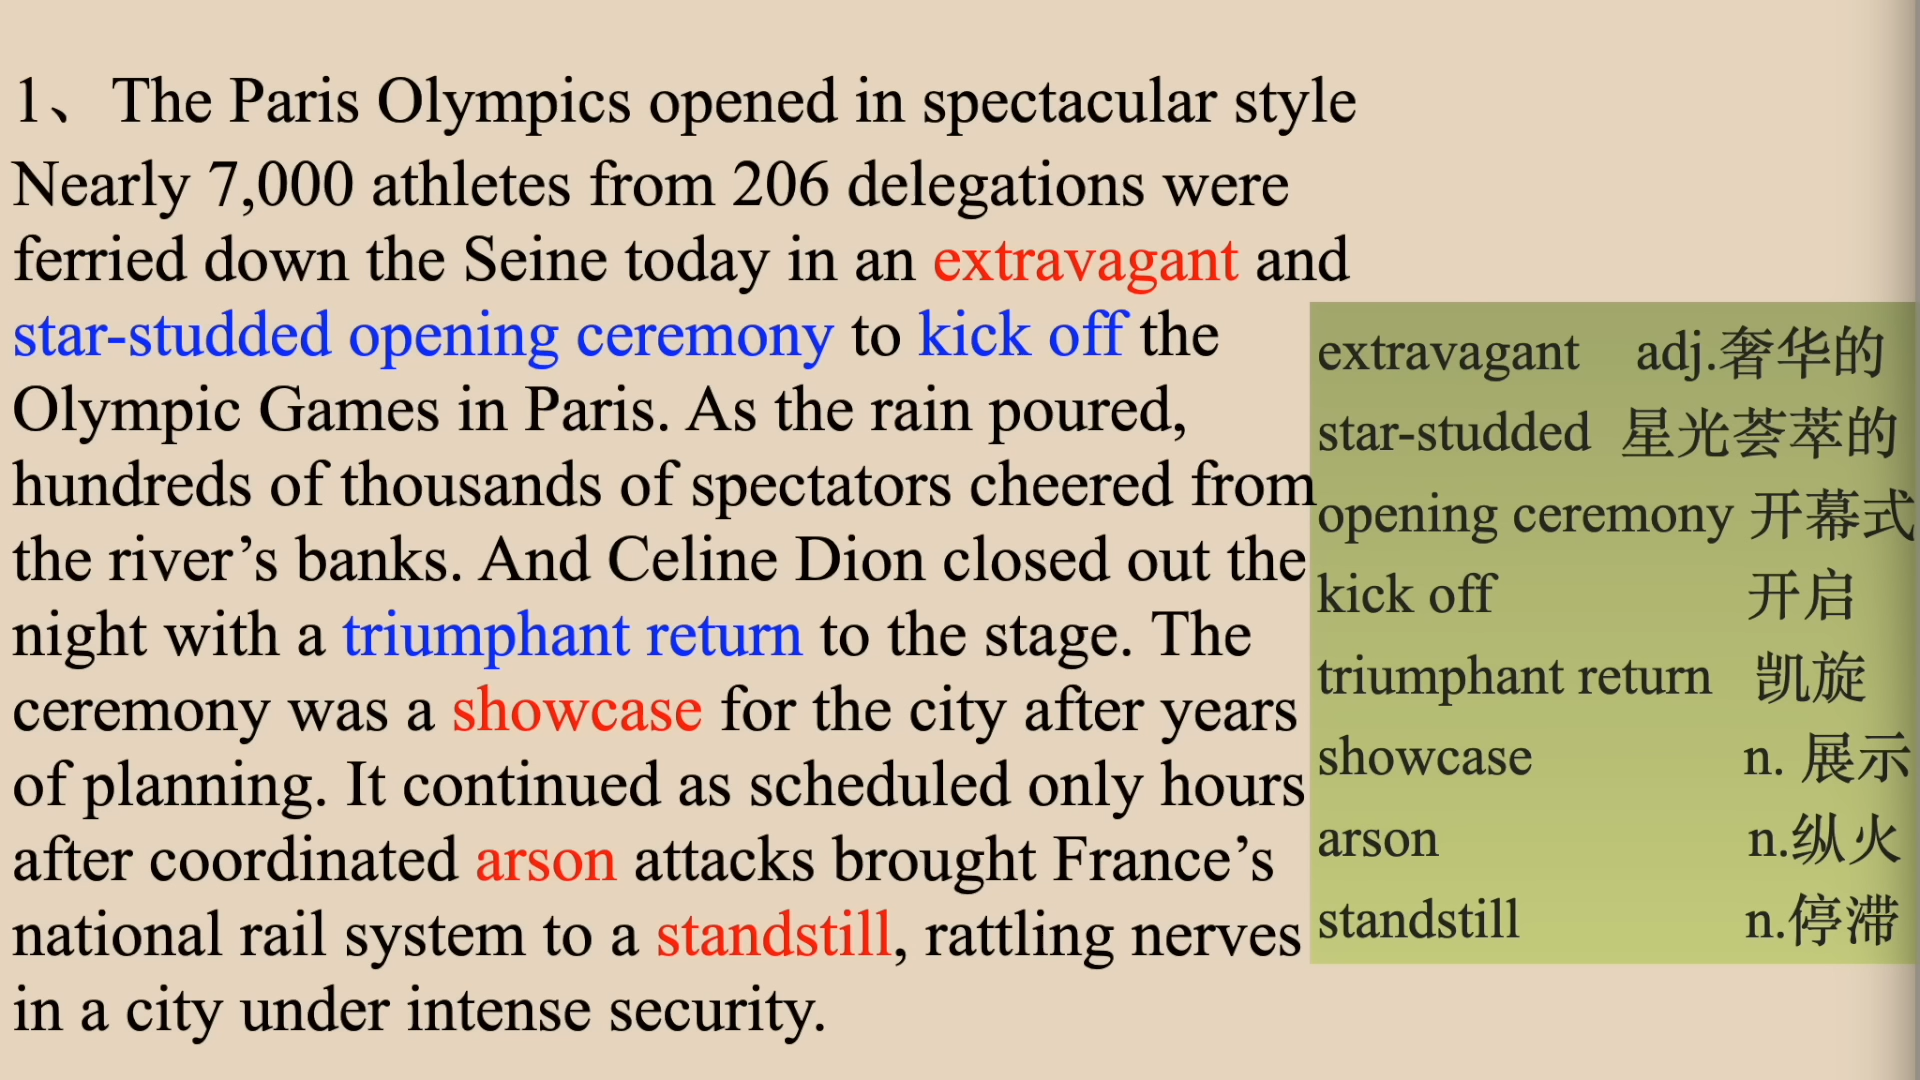 1、 The Paris Olympics opened in spectacular style
Nearly 7,000 athletes from 206 delegations were
ferried down the Seine today in an extravagant and
star-studded opening ceremony to kick off the
Olympic Games in Paris. As the rain poured,
hundreds of thousands of spectators cheered from
the river’s banks. And Celine Dion closed out the
night with a triumphant return to the stage. The
ceremony was a showcase for the city after years
of planning. It continued as scheduled only hours
after coordinated arson attacks brought France’s
national rail system to a standstill, rattling nerves
in a city under intense security.
extravagant adj.奢华的
star-studded 星光荟萃的
opening ceremony 开幕式
kick off 开启
triumphant return 凯旋
showcase n. 展示
arson n.纵火
standstill n.停滞